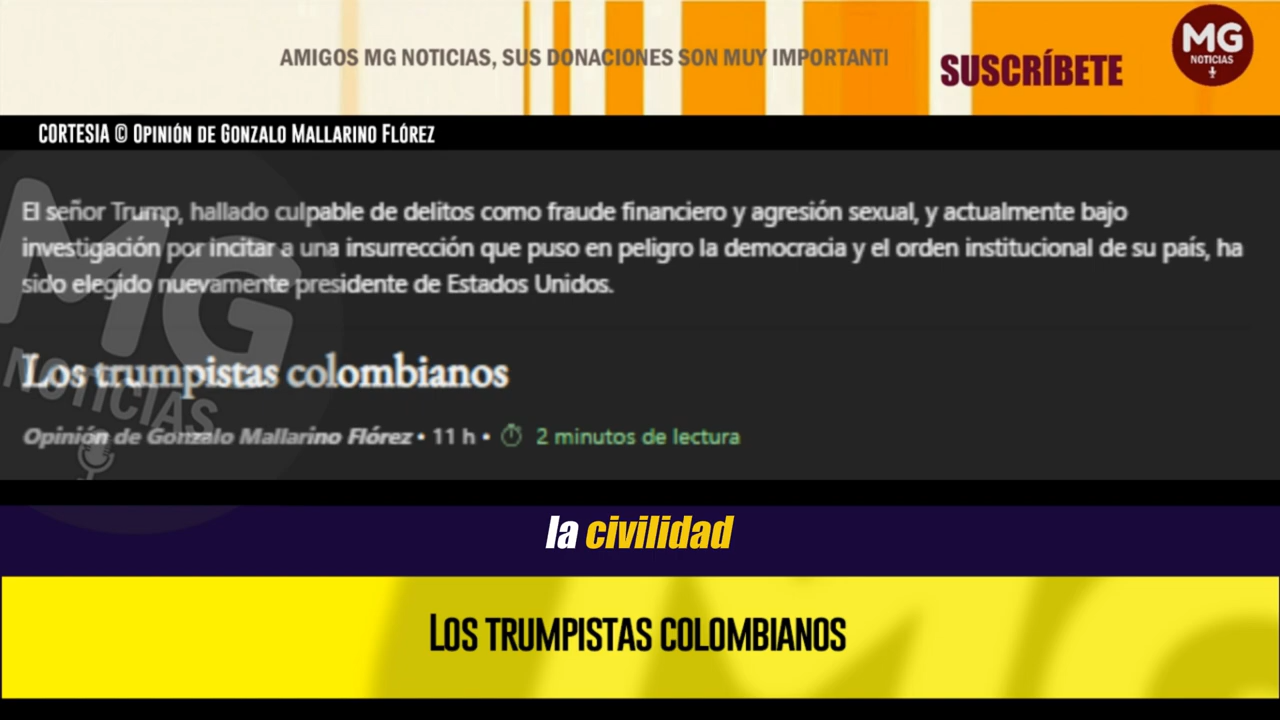 AMIGOS MG NOTICIAS, SUS DONACIONES SON MUY IMPORTANTI
SUSCRÍBETE
MG
NOTICIAS
CORTESIA © OPINIÓN DE GONZALO MALLARINO FLÓREZ
El señor Trump, hallado culpable de delitos como fraude financiero y agresión sexual, y actualmente bajo
investigación por incitar a una insurrección que puso en peligro la democracia y el orden institucional de su país, ha
sido elegido nuevamente presidente de Estados Unidos.
MG
NOTICIAS
Los trumpistas colombianos
Opinión de Gonzalo Mallarino Flórez • 11 h • 2 minutos de lectura
la civilidad
LOS TRUMPISTAS COLOMBIANOS